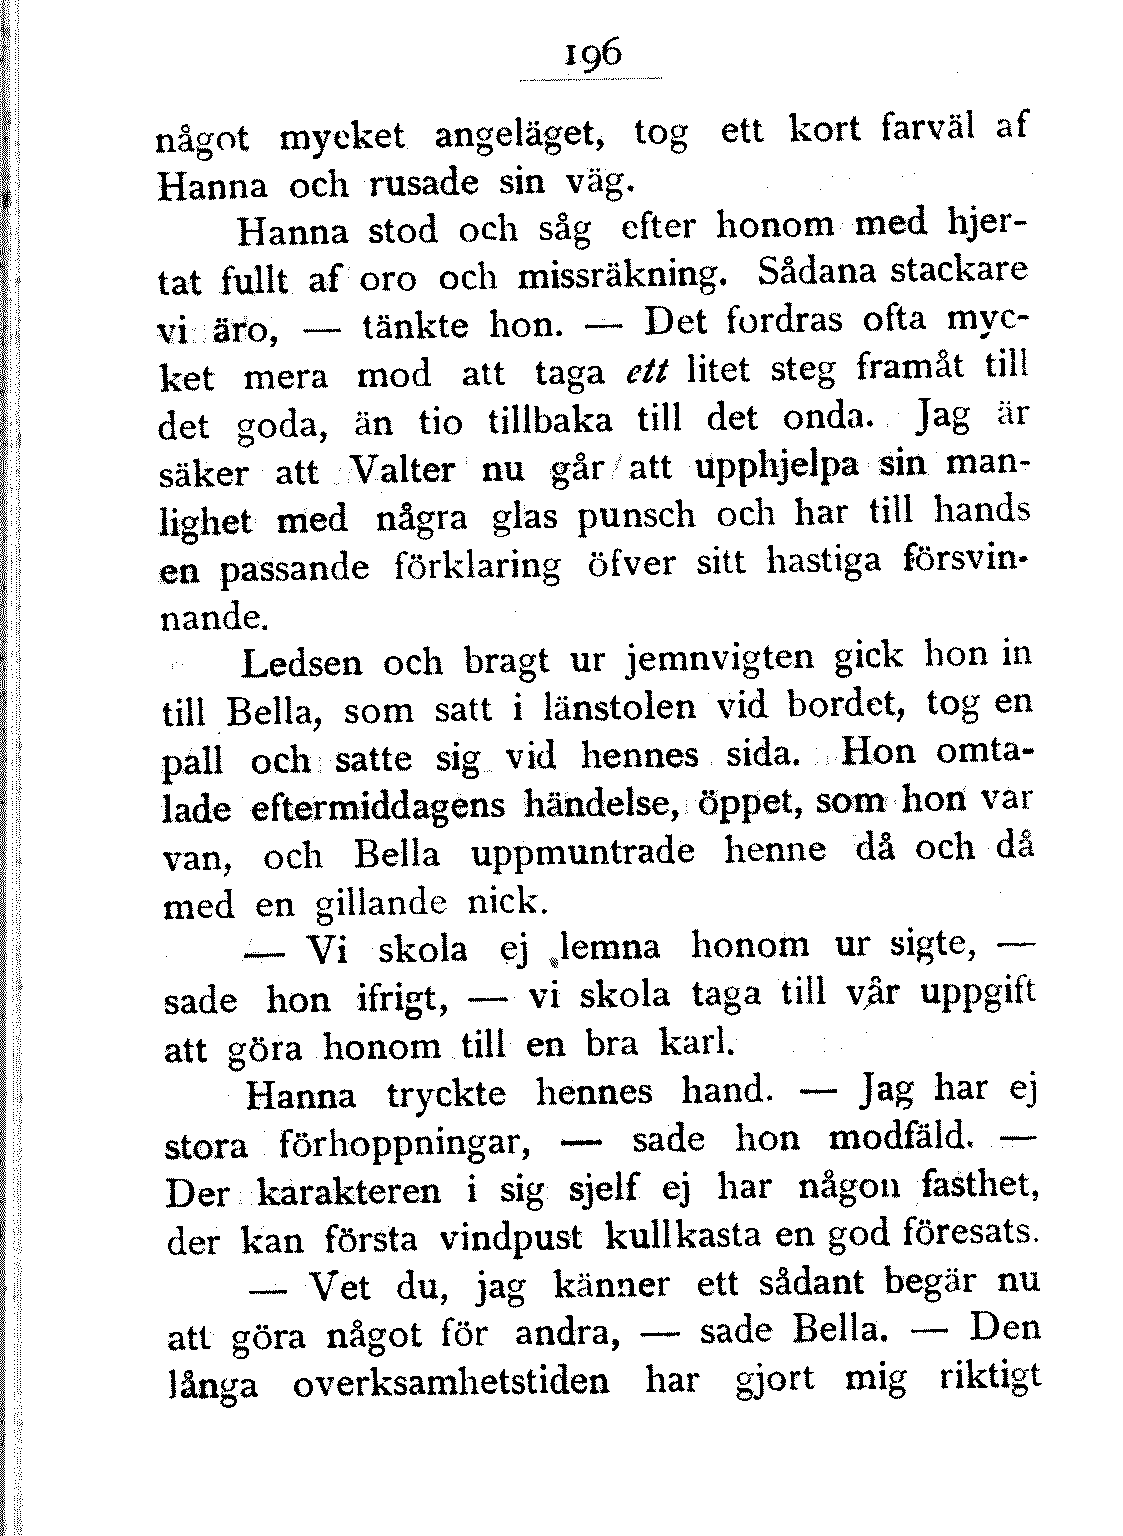 196
något mycket angeläget, tog ett kort farväl af
Hanna och rusade sin väg.
Hanna stod och såg efter honom med hjer-
tat fullt af oro och missräkning. Sådana stackare
vi äro, — tänkte hon. — Det fordras ofta myc-
ket mera mod att taga ett litet steg framåt till
det goda, än tio tillbaka till det onda. Jag är
säker att Valter nu går att upphjelpa sin man-
lighet med några glas punsch och har till hands
en passande förklaring öfver sitt hastiga försvin-
nande.
Ledsen och bragt ur jemnvigten gick hon in
till Bella, som satt i länstolen vid bordet, tog en
pall och satte sig vid hennes sida. Hon omta-
lade eftermiddagens händelse, öppet, som hon var
van, och Bella uppmuntrade henne då och då
med en gillande nick.
— Vi skola ej lemna honom ur sigte, —
sade hon ifrigt, — vi skola taga till vår uppgift
att göra honom till en bra karl.
Hanna tryckte hennes hand. — Jag har ej
stora förhoppningar, — sade hon modfäld. —
Der karakteren i sig sjelf ej har någon fasthet,
der kan första vindpust kullkasta en god föresats.
— Vet du, jag känner ett sådant begär nu
att göra något för andra, — sade Bella. — Den
långa overksamhetstiden har gjort mig riktigt